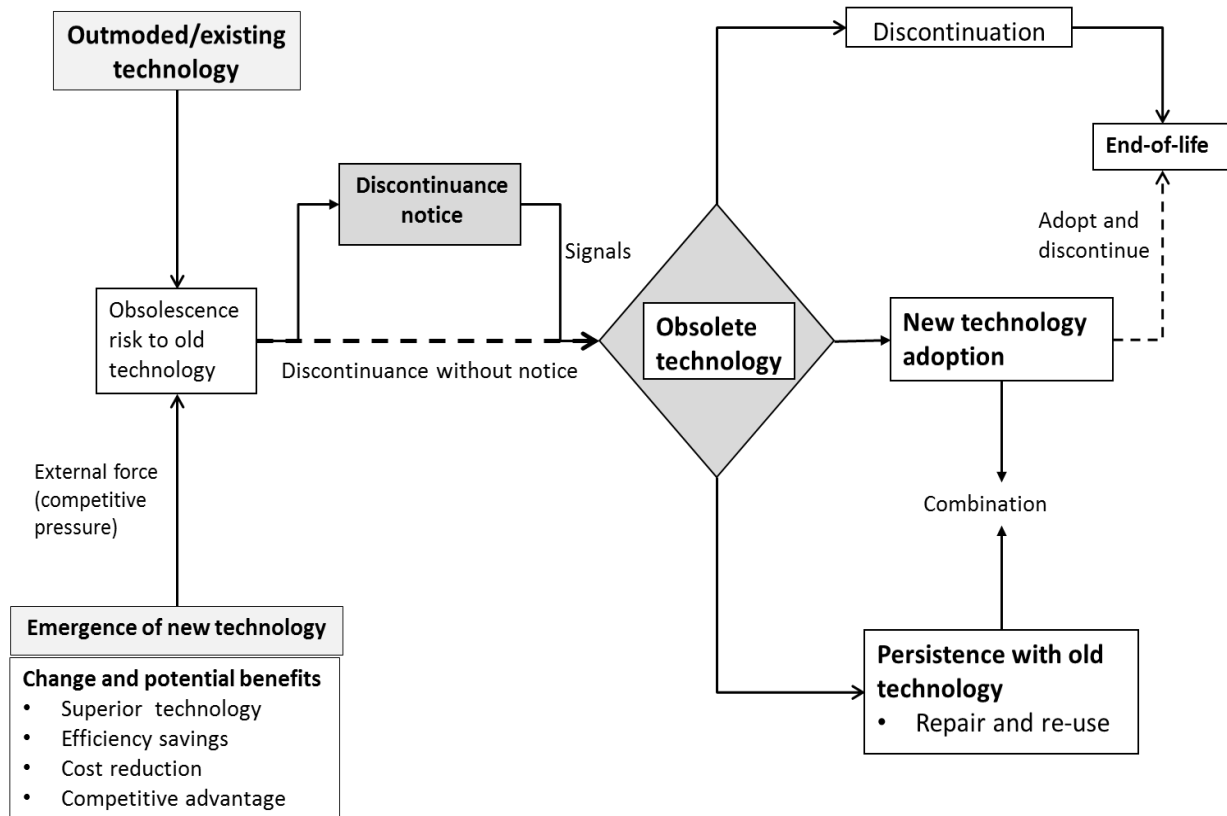 Outmoded/existing
technology
Discontinuation
End-of-life
Discontinuance
notice
Signals
Adopt and
discontinue
Obsolescence
risk to old
technology
Discontinuance without notice
Obsolete
technology
New technology
adoption
External force
(competitive
pressure)
Combination
Emergence of new technology
Change and potential benefits
• Superior technology
• Efficiency savings
• Cost reduction
• Competitive advantage
Persistence with old
technology
• Repair and re-use